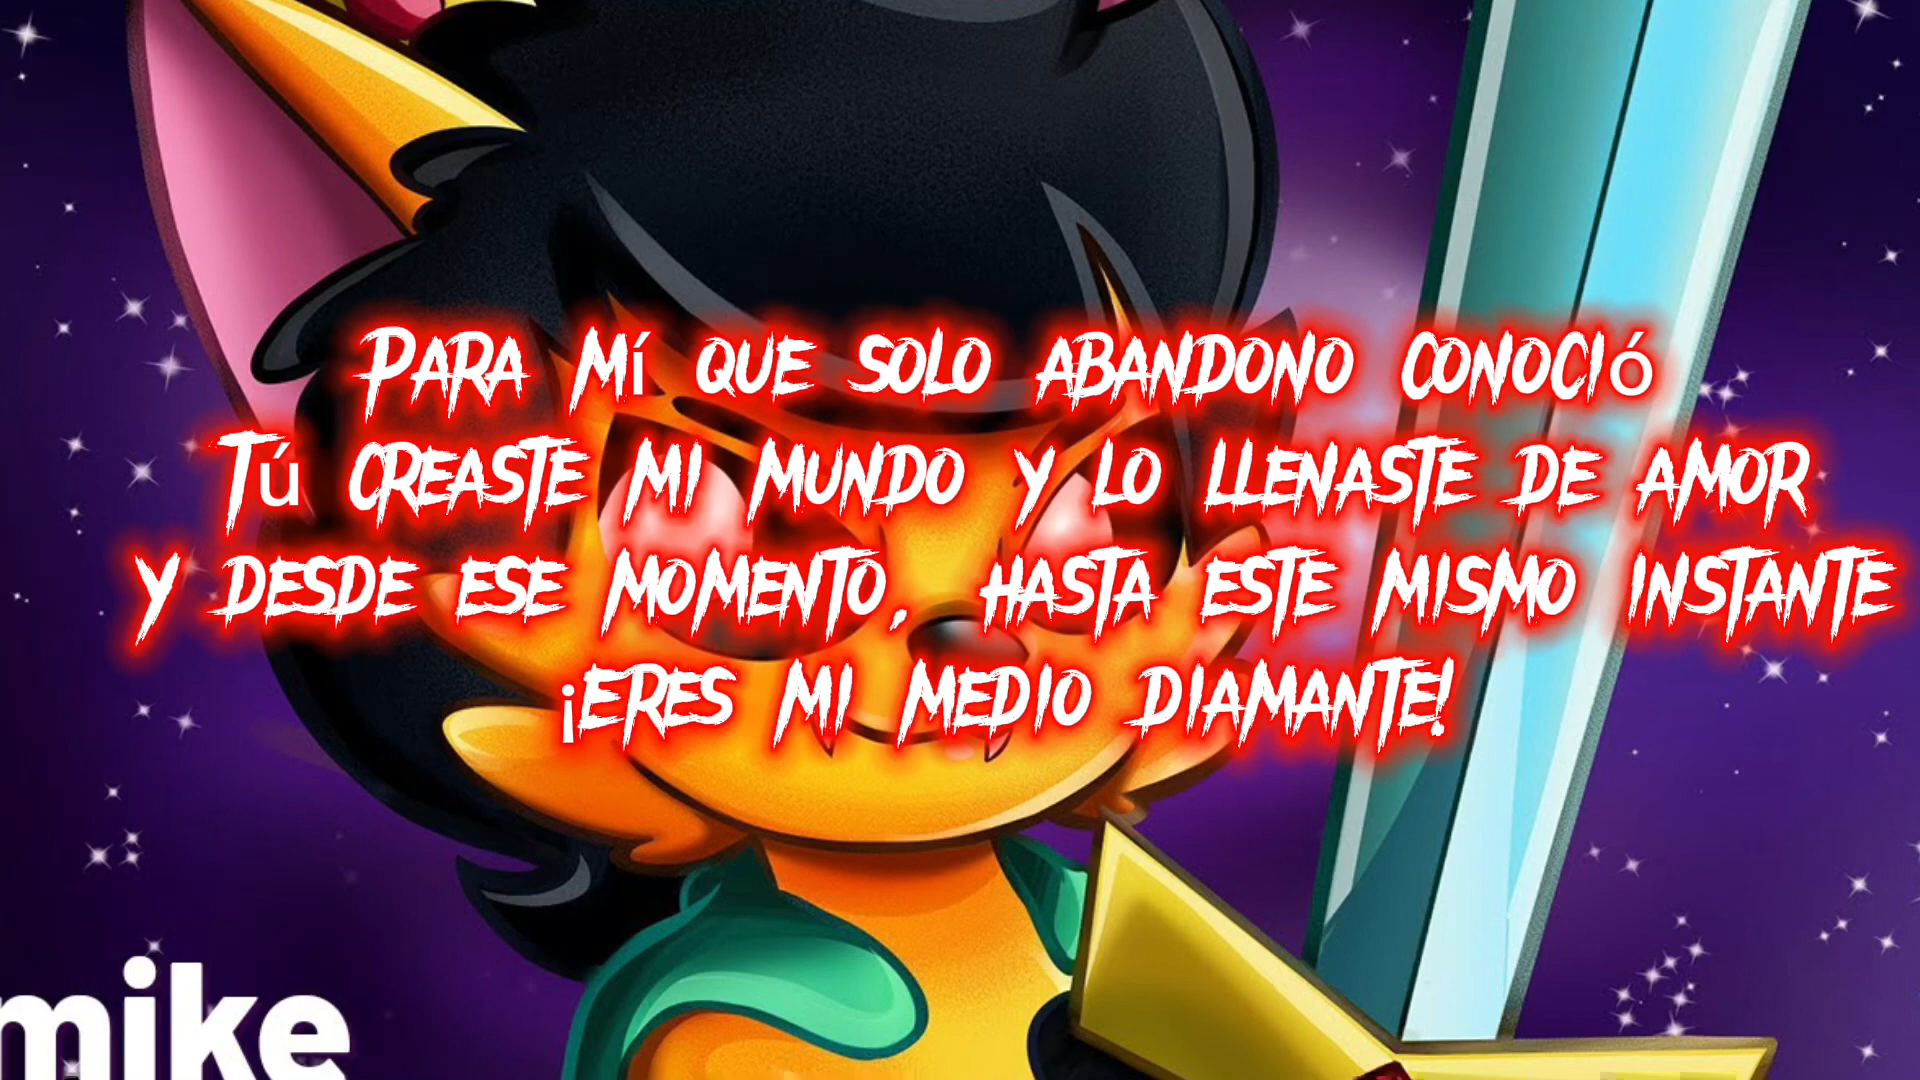 Para mí que solo abandono conoció
Tú creaste mi mundo y lo llenaste de amor
Y desde ese momento, hasta este mismo instante
¡Eres mi medio diamante!
mike